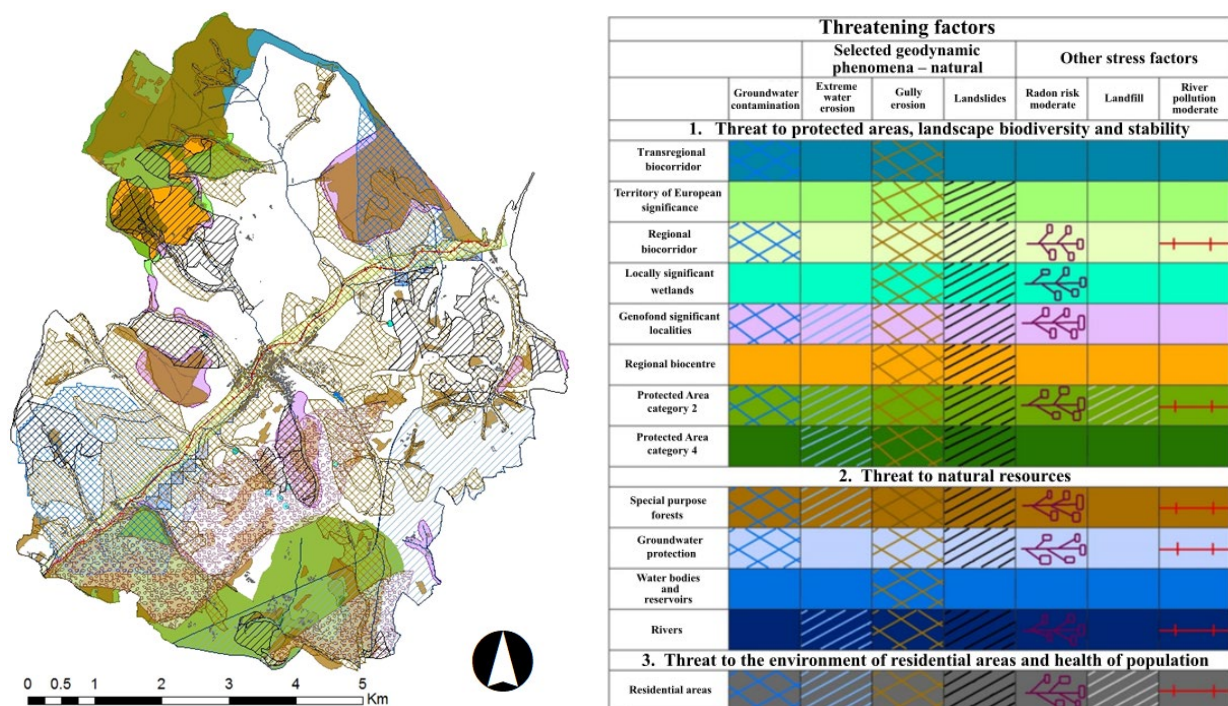 Threatening factors
Selected geodynamic
phenomena – natural
Other stress factors
Groundwater
contamination
Extreme
water
erosion
Gully
erosion
Landslides
Radon risk
moderate
Landfill
River
pollution
moderate
1. Threat to protected areas, landscape biodiversity and stability
Transregional
biocorridor
Territory of European
significance
Regional
biocorridor
Locally significant
wetlands
Genofond significant
localities
Regional biocentre
Protected Area
category 2
Protected Area
category 4
2. Threat to natural resources
Special purpose
forests
Groundwater
protection
Water bodies
and
reservoirs
Rivers
3. Threat to the environment of residential areas and health of population
Residential areas
0 0.5 1 2 3 4 5
Km